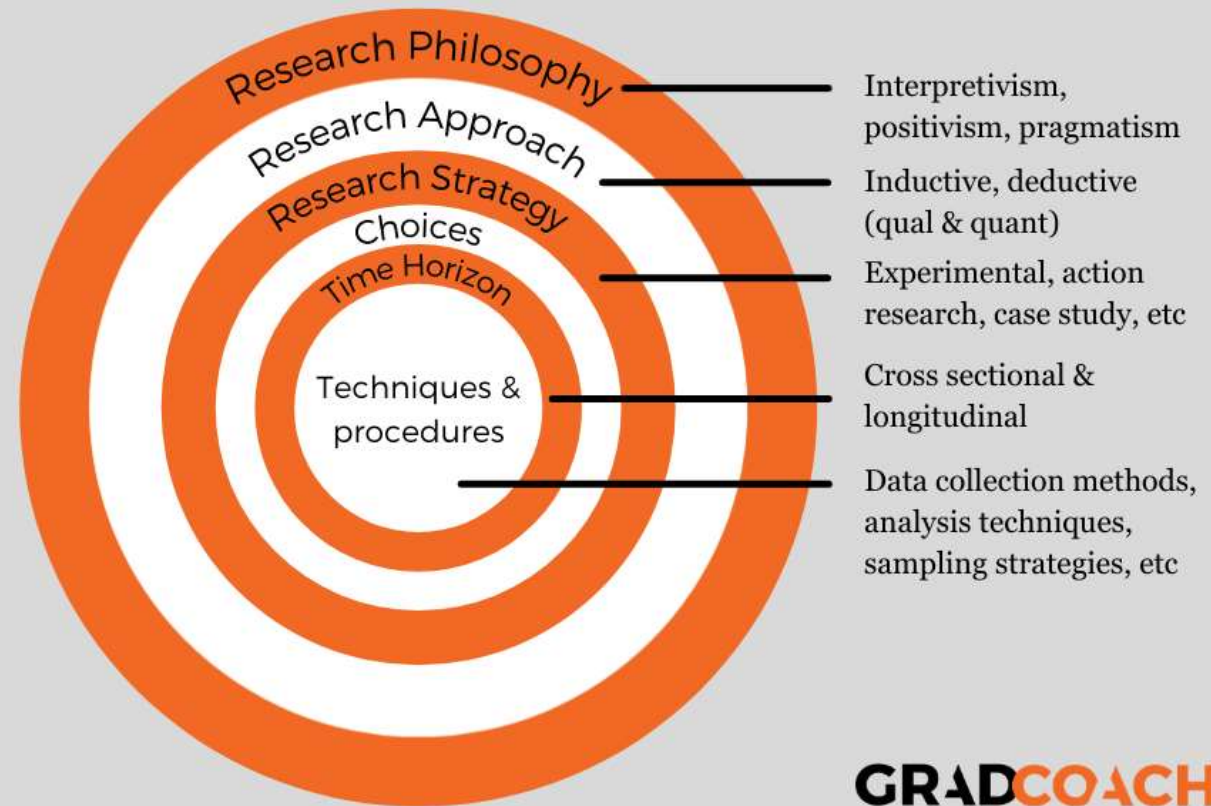 Research Philosophy
Research Approach
Research Strategy
Choices
Time Horizon
Techniques &
procedures
Interpretivism,
positivism, pragmatism
Inductive, deductive
(qual & quant)
Experimental, action
research, case study, etc
Cross sectional &
longitudinal
Data collection methods,
analysis techniques,
sampling strategies, etc
GRADCOACH